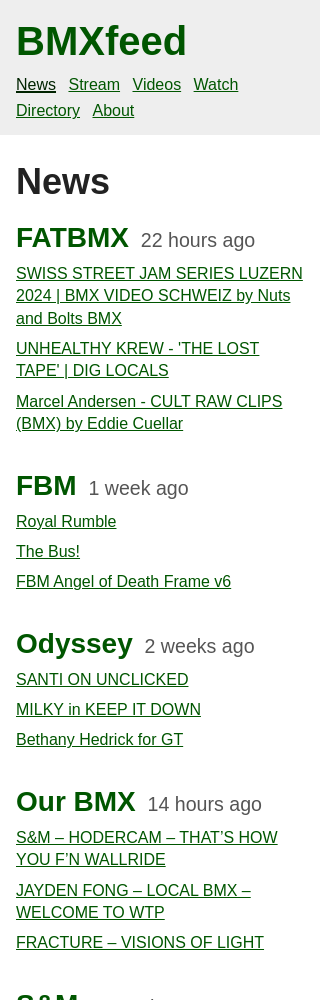 BMXfeed
News Stream Videos Watch
Directory About
News
FATBMX 22 hours ago
SWISS STREET JAM SERIES LUZERN
2024 | BMX VIDEO SCHWEIZ by Nuts
and Bolts BMX
UNHEALTHY KREW - 'THE LOST
TAPE' | DIG LOCALS
Marcel Andersen - CULT RAW CLIPS
(BMX) by Eddie Cuellar
FBM 1 week ago
Royal Rumble
The Bus!
FBM Angel of Death Frame v6
Odyssey 2 weeks ago
SANTI ON UNCLICKED
MILKY in KEEP IT DOWN
Bethany Hedrick for GT
Our BMX 14 hours ago
S&M – HODERCAM – THAT’S HOW
YOU F’N WALLRIDE
JAYDEN FONG – LOCAL BMX –
WELCOME TO WTP
FRACTURE – VISIONS OF LIGHT
S&M